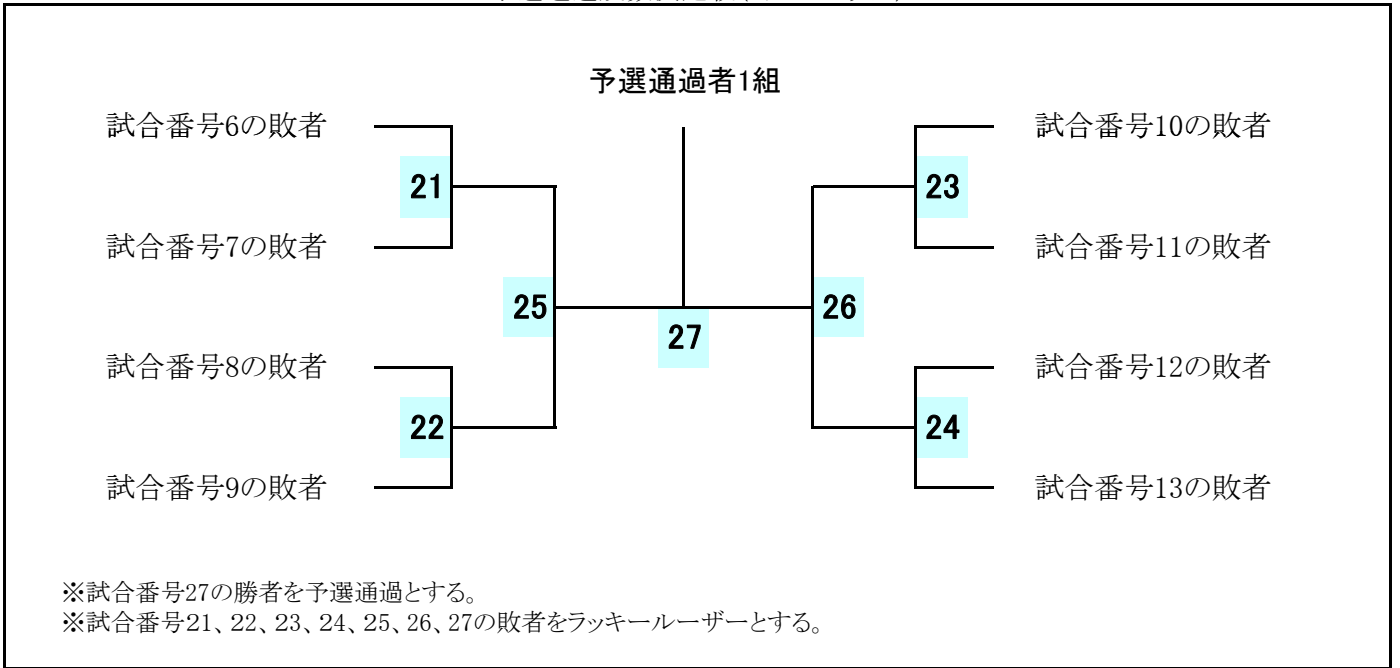 予選通過者1組
試合番号6の敗者
試合番号10の敗者
21
23
試合番号7の敗者
試合番号11の敗者
25
26
27
試合番号8の敗者
試合番号12の敗者
22
24
試合番号9の敗者
試合番号13の敗者
※試合番号27の勝者を予選通過とする。
※試合番号21、22、23、24、25、26、27の敗者をラッキールーザーとする。